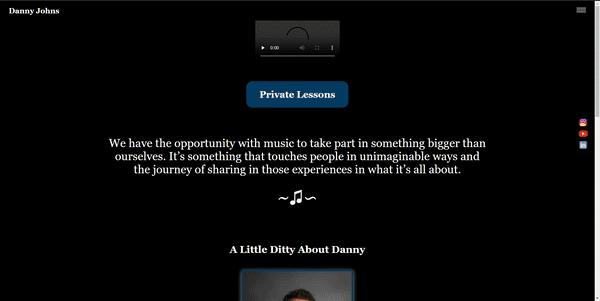 Danny Johns
0:00
Private Lessons
We have the opportunity with music to take part in something bigger than
ourselves. It's something that touches people in unimaginable ways and
the journey of sharing in those experiences in what it's all about.
~♫~
A Little Ditty About Danny